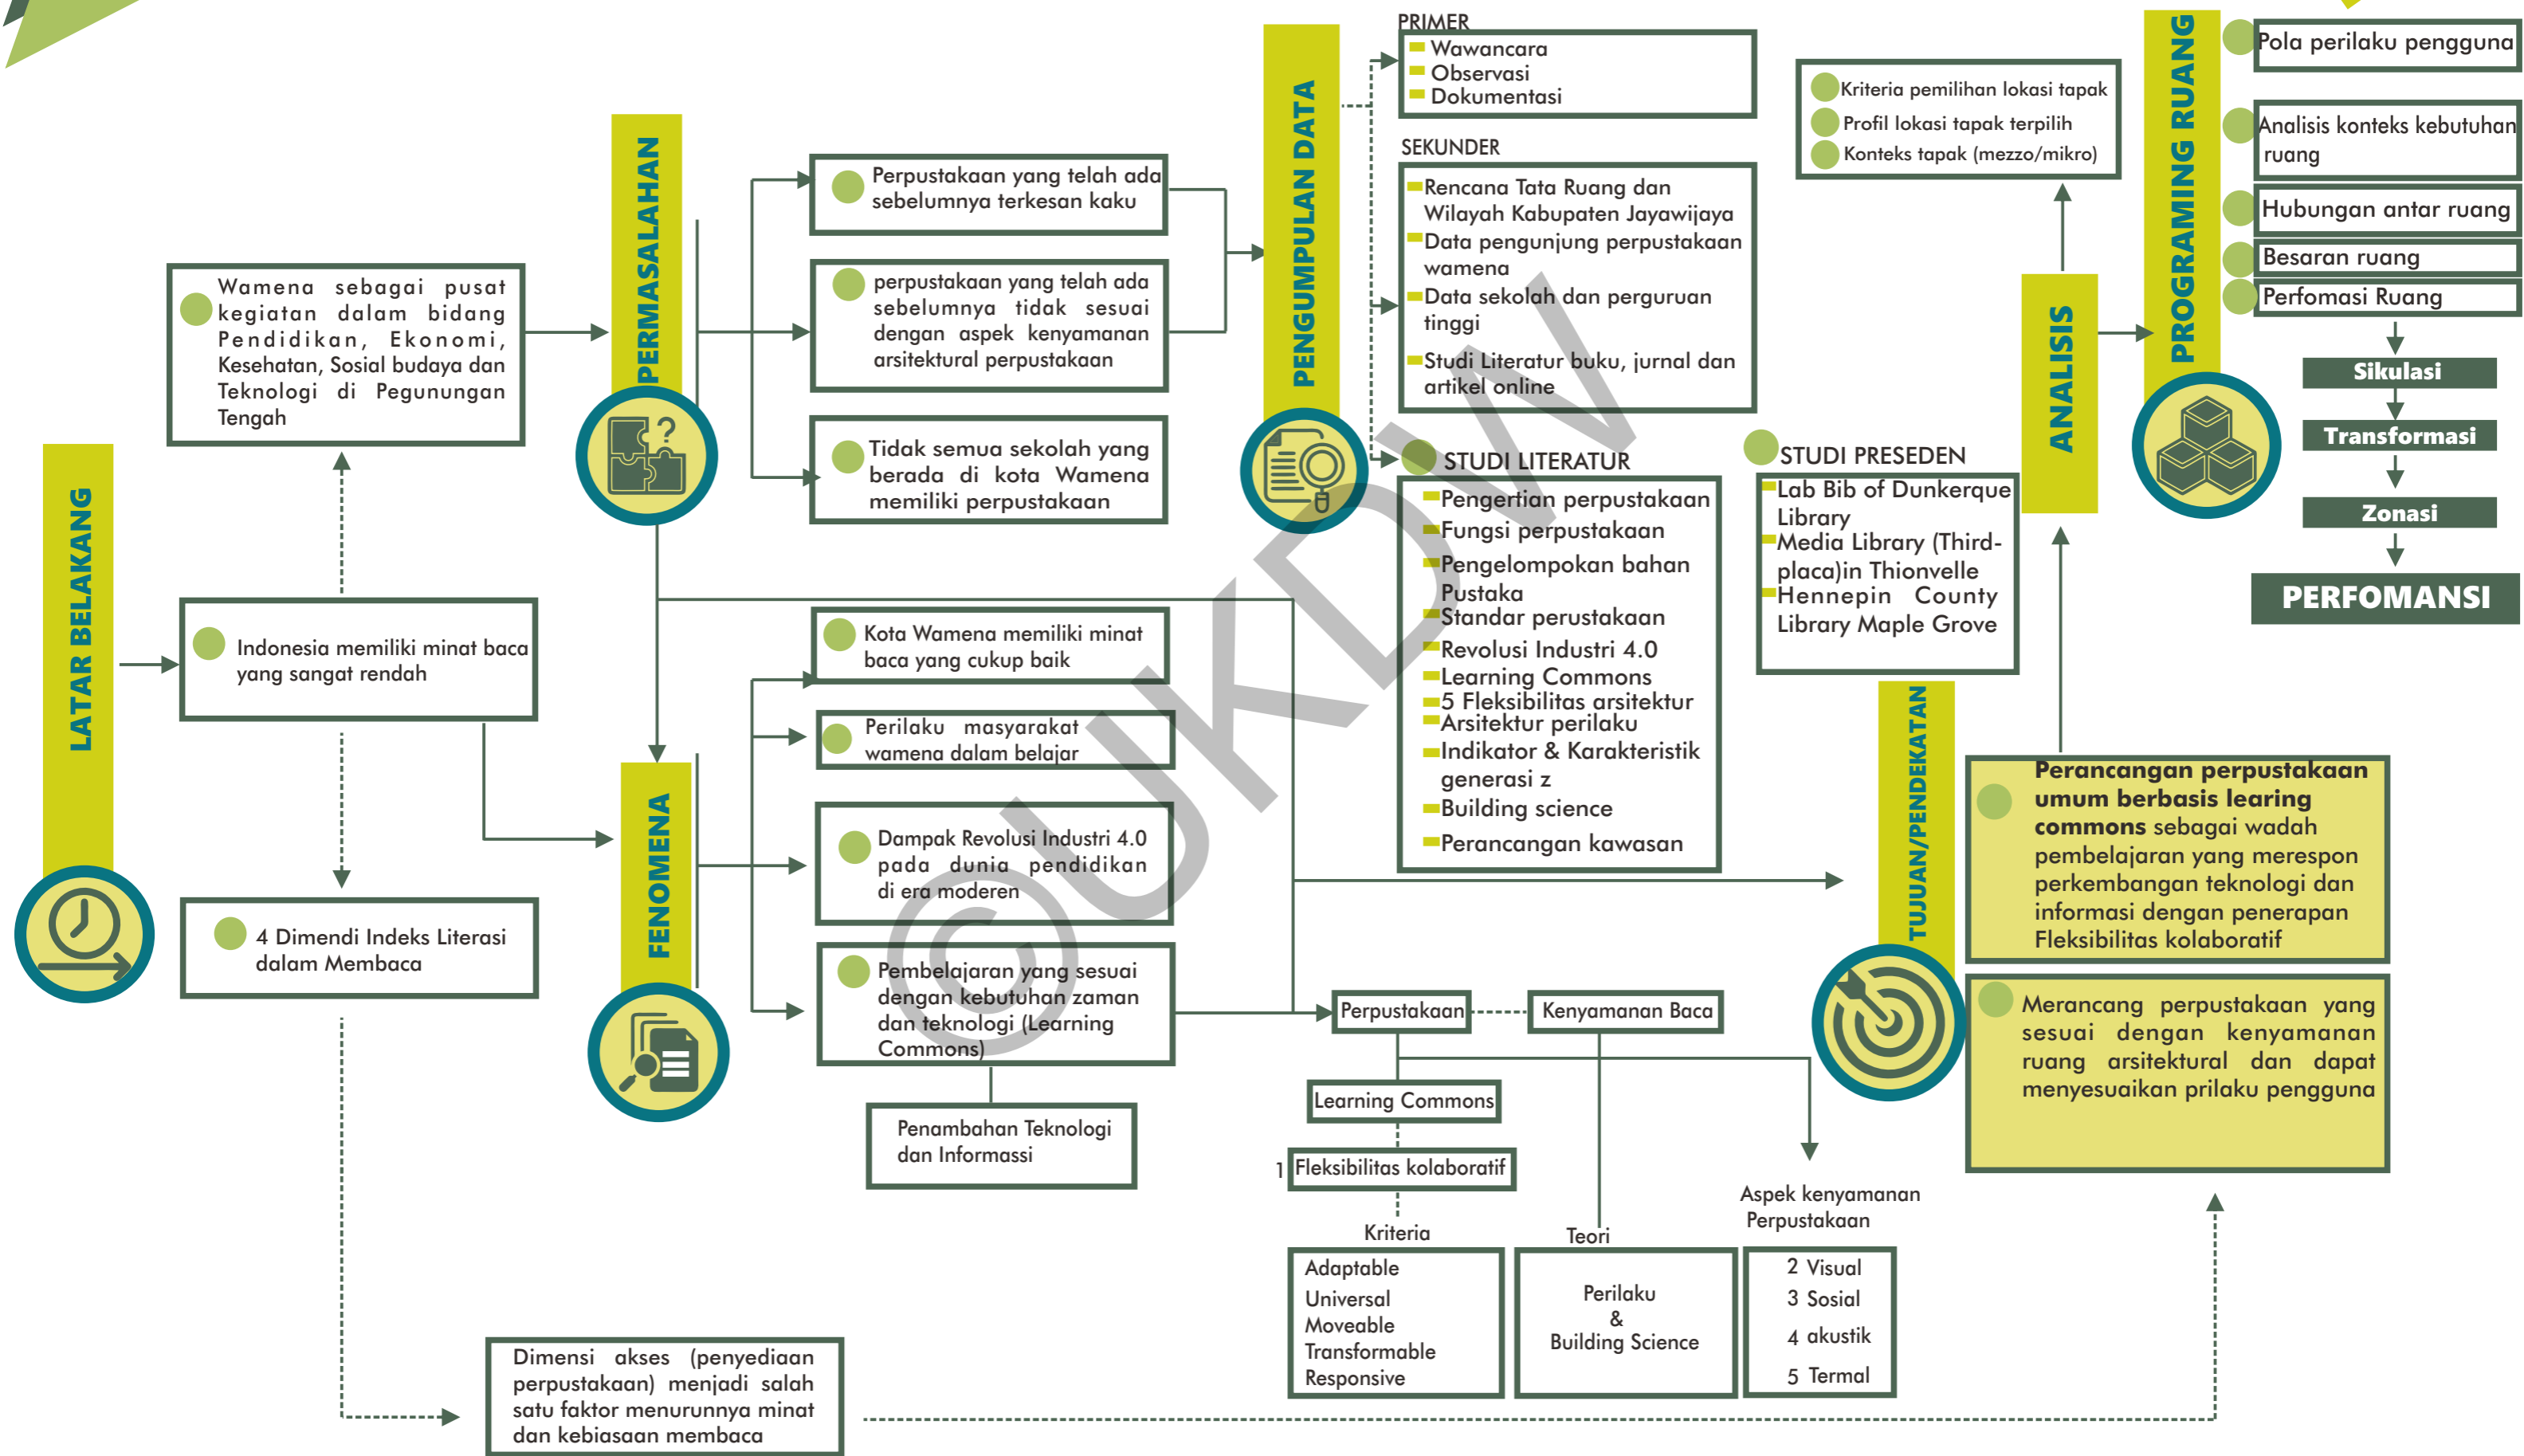 LATAR BELAKANG
Wamena sebagai pusat
kegiatan dalam bidang
Pendidikan, Ekonomi,
Kesehatan, Sosial budaya dan
Teknologi di Pegunungan
Tengah
Indonesia memiliki minat baca
yang sangat rendah
4 Dimendi Indeks Literasi
dalam Membaca
Dimensi akses (penyediaan
perpustakaan) menjadi salah
satu faktor menurunnya minat
dan kebiasaan membaca
PERMASALAHAN
?
Perpustakaan yang telah ada
sebelumnya terkesan kaku
perpustakaan yang telah ada
sebelumnya tidak sesuai
dengan aspek kenyamanan
arsitektural perpustakaan
Tidak semua sekolah yang
berada di kota Wamena
memiliki perpustakaan
FENOMENA
Kota Wamena memiliki minat
baca yang cukup baik
Perilaku masyarakat
wamena dalam belajar
Dampak Revolusi Industri 4.0
pada dunia pendidikan
di era moderen
Pembelajaran yang sesuai
dengan kebutuhan zaman
dan teknologi (Learning
Commons)
Penambahan Teknologi
dan Informassi
PENGUMPULAN DATA
PRIMER
Wawancara
Observasi
Dokumentasi
SEKUNDER
Rencana Tata Ruang dan
Wilayah Kabupaten Jayawijaya
Data pengunjung perpustakaan
wamena
Data sekolah dan perguruan
tinggi
Studi Literatur buku, jurnal dan
artikel online
STUDI LITERATUR
Pengertian perpustakaan
Fungsi perpustakaan
Pengelompokan bahan
Pustaka
Standar perustakaan
Revolusi Industri 4.0
Learning Commons
5 Fleksibilitas arsitektur
Arsitektur perilaku
Indikator & Karakteristik
generasi z
Building science
Perancangan kawasan
STUDI PRESEDEN
Lab Bib of Dunkerque
Library
Media Library (Third-
placa)in Thionvelle
Hennepin County
Library Maple Grove
Perpustakaan
Kenyamanan Baca
Learning Commons
1 Fleksibilitas kolaboratif
Kriteria
Adaptable
Universal
Moveable
Transformable
Responsive
Teori
Perilaku
&
Building Science
Aspek kenyamanan
Perpustakaan
2 Visual
3 Sosial
4 akustik
5 Termal
TUJUAN/PENDEKATAN
Perancangan perpustakaan
umum berbasis learing
commons sebagai wadah
pembelajaran yang merespon
perkembangan teknologi dan
informasi dengan penerapan
Fleksibilitas kolaboratif
Merancang perpustakaan yang
sesuai dengan kenyamanan
ruang arsitektural dan dapat
menyesuaikan prilaku pengguna
ANALISIS
Kriteria pemilihan lokasi tapak
Profil lokasi tapak terpilih
Konteks tapak (mezzo/mikro)
PROGRAMING RUANG
Pola perilaku pengguna
Analisis konteks kebutuhan
ruang
Hubungan antar ruang
Besaran ruang
Perfomasi Ruang
Sikulasi
Transformasi
Zonasi
PERFOMANSI
©UKDW